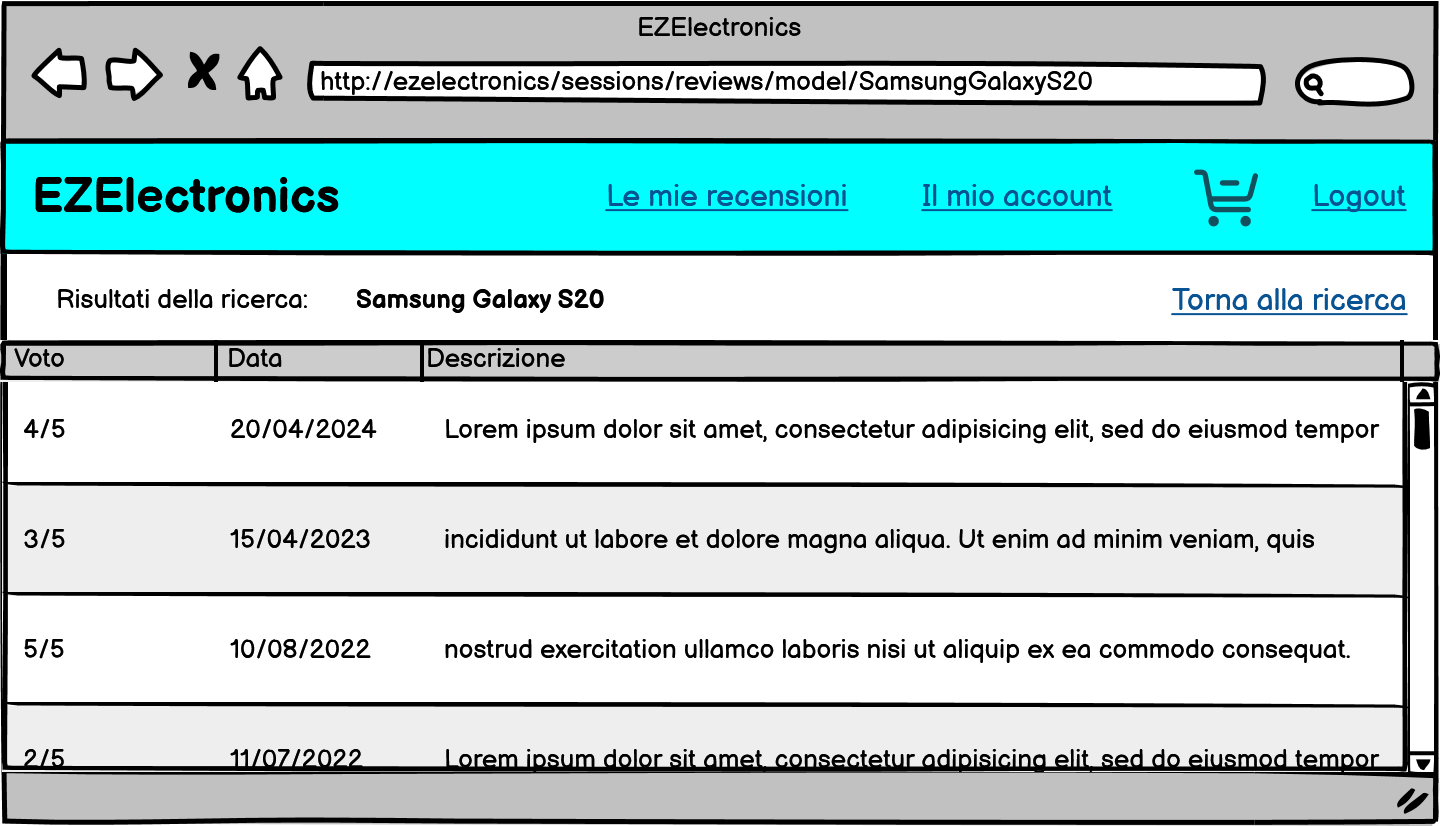 EZElectronics
http://ezelectronics/sessions/reviews/model/SamsungGalaxyS20
EZElectronics Le mie recensioni Il mio account Logout
Risultati della ricerca: Samsung Galaxy S20 Torna alla ricerca
Voto Data Descrizione
4/5 20/04/2024 Lorem ipsum dolor sit amet, consectetur adipisicing elit, sed do eiusmod tempor
3/5 15/04/2023 incididunt ut labore et dolore magna aliqua. Ut enim ad minim veniam, quis
5/5 10/08/2022 nostrud exercitation ullamco laboris nisi ut aliquip ex ea commodo consequat.
2/5 11/07/2022 Lorem ipsum dolor sit amet, consectetur adipisicing elit, sed do eiusmod tempor